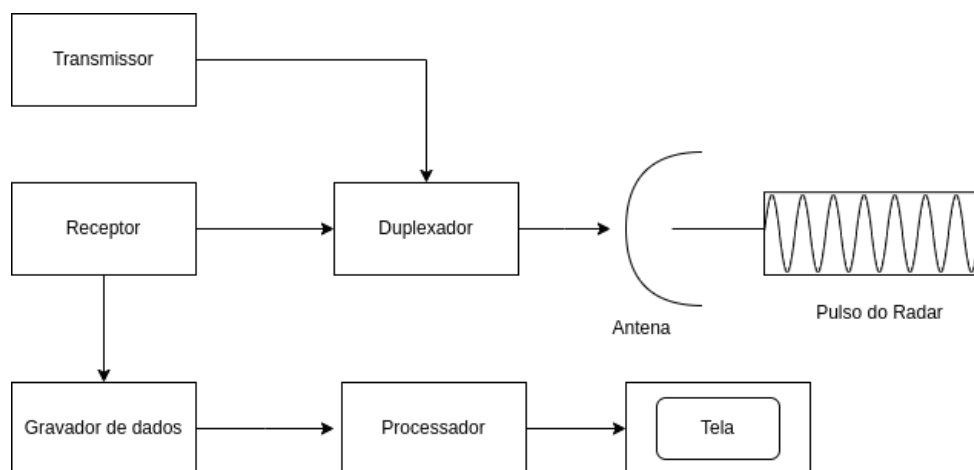 Transmissor
Receptor
Duplexador
Antena
Pulso do Radar
Gravador de dados
Processador
Tela